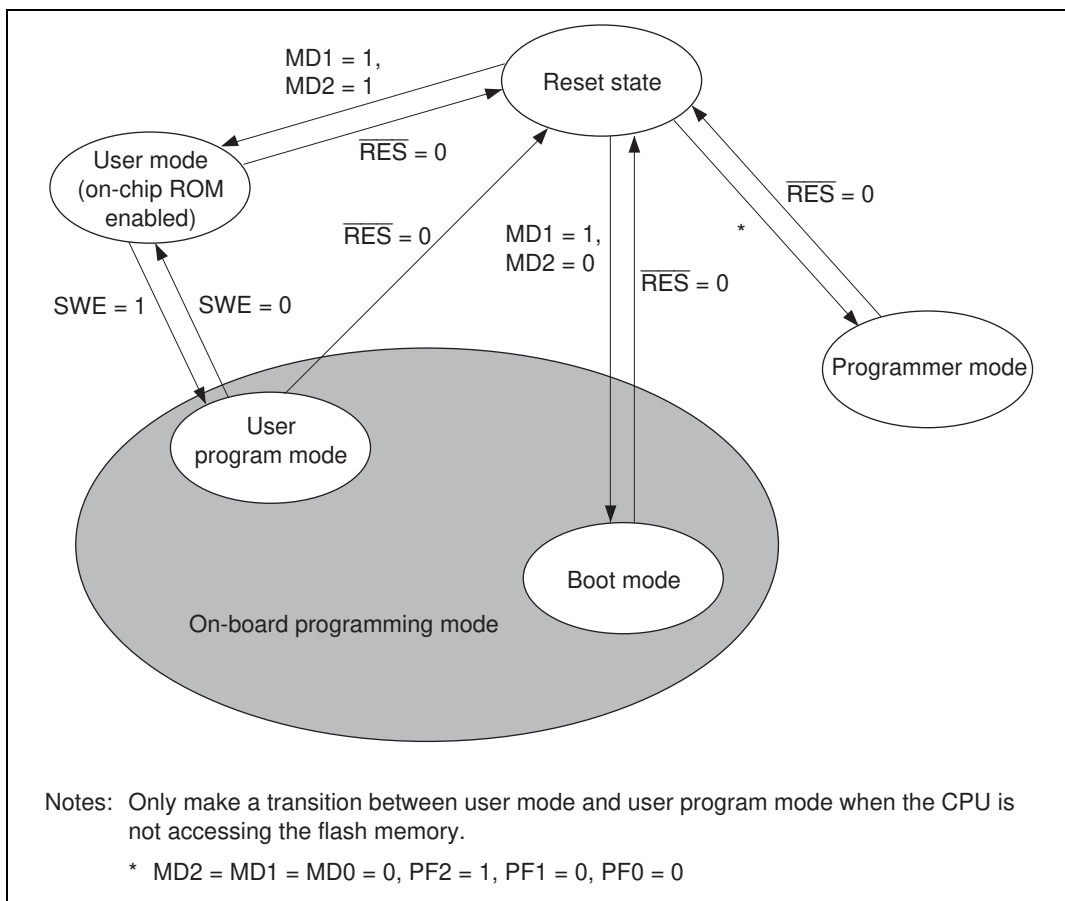 MD1 = 1,
MD2 = 1
Reset state
User mode
(on-chip ROM
enabled)
RES = 0
RES = 0
MD1 = 1,
MD2 = 0
RES = 0
*
RES = 0
SWE = 1
SWE = 0
Programmer mode
User
program mode
Boot mode
On-board programming mode
Notes: Only make a transition between user mode and user program mode when the CPU is
not accessing the flash memory.
* MD2 = MD1 = MD0 = 0, PF2 = 1, PF1 = 0, PF0 = 0